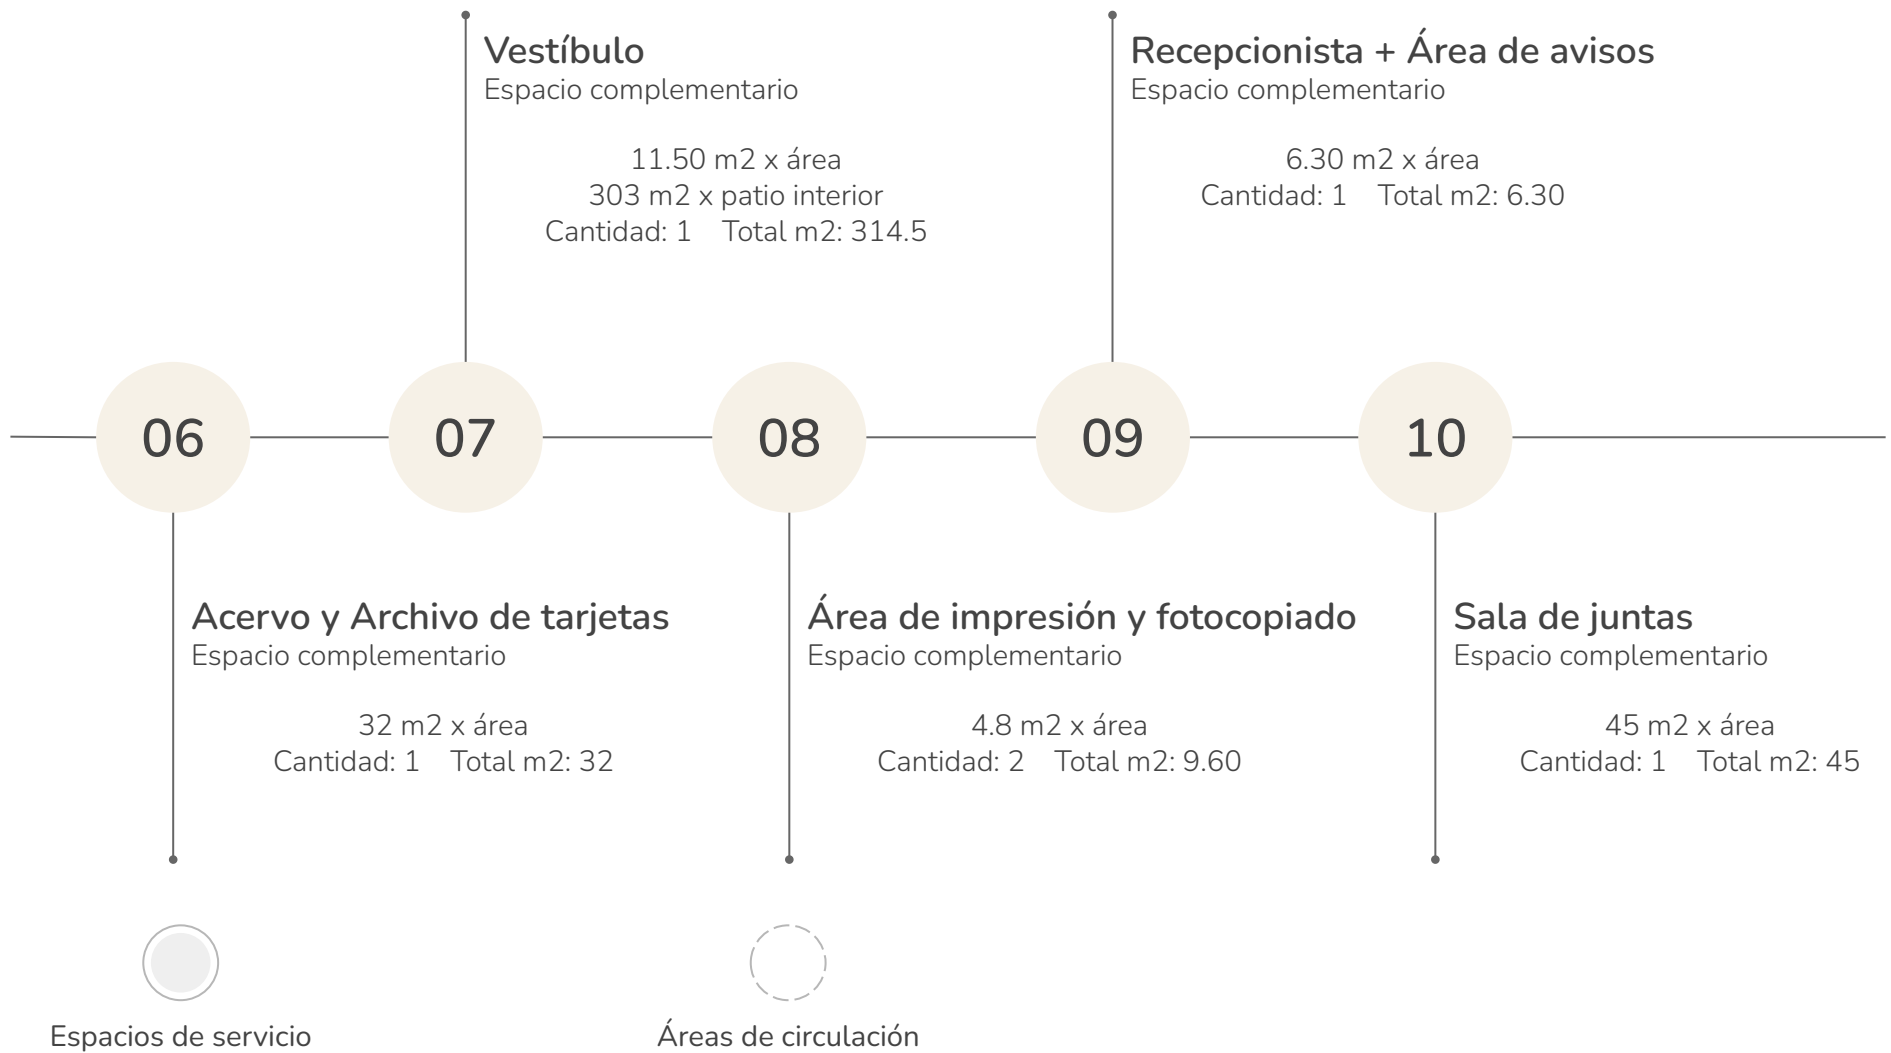 Vestíbulo
Espacio complementario
11.50 m2 x área
303 m2 x patio interior
Cantidad: 1 Total m2: 314.5
Recepcionista + Área de avisos
Espacio complementario
6.30 m2 x área
Cantidad: 1 Total m2: 6.30
06
07
08
09
10
Acervo y Archivo de tarjetas
Espacio complementario
32 m2 x área
Cantidad: 1 Total m2: 32
Área de impresión y fotocopiado
Espacio complementario
4.8 m2 x área
Cantidad: 2 Total m2: 9.60
Sala de juntas
Espacio complementario
45 m2 x área
Cantidad: 1 Total m2: 45
Espacios de servicio
Áreas de circulación